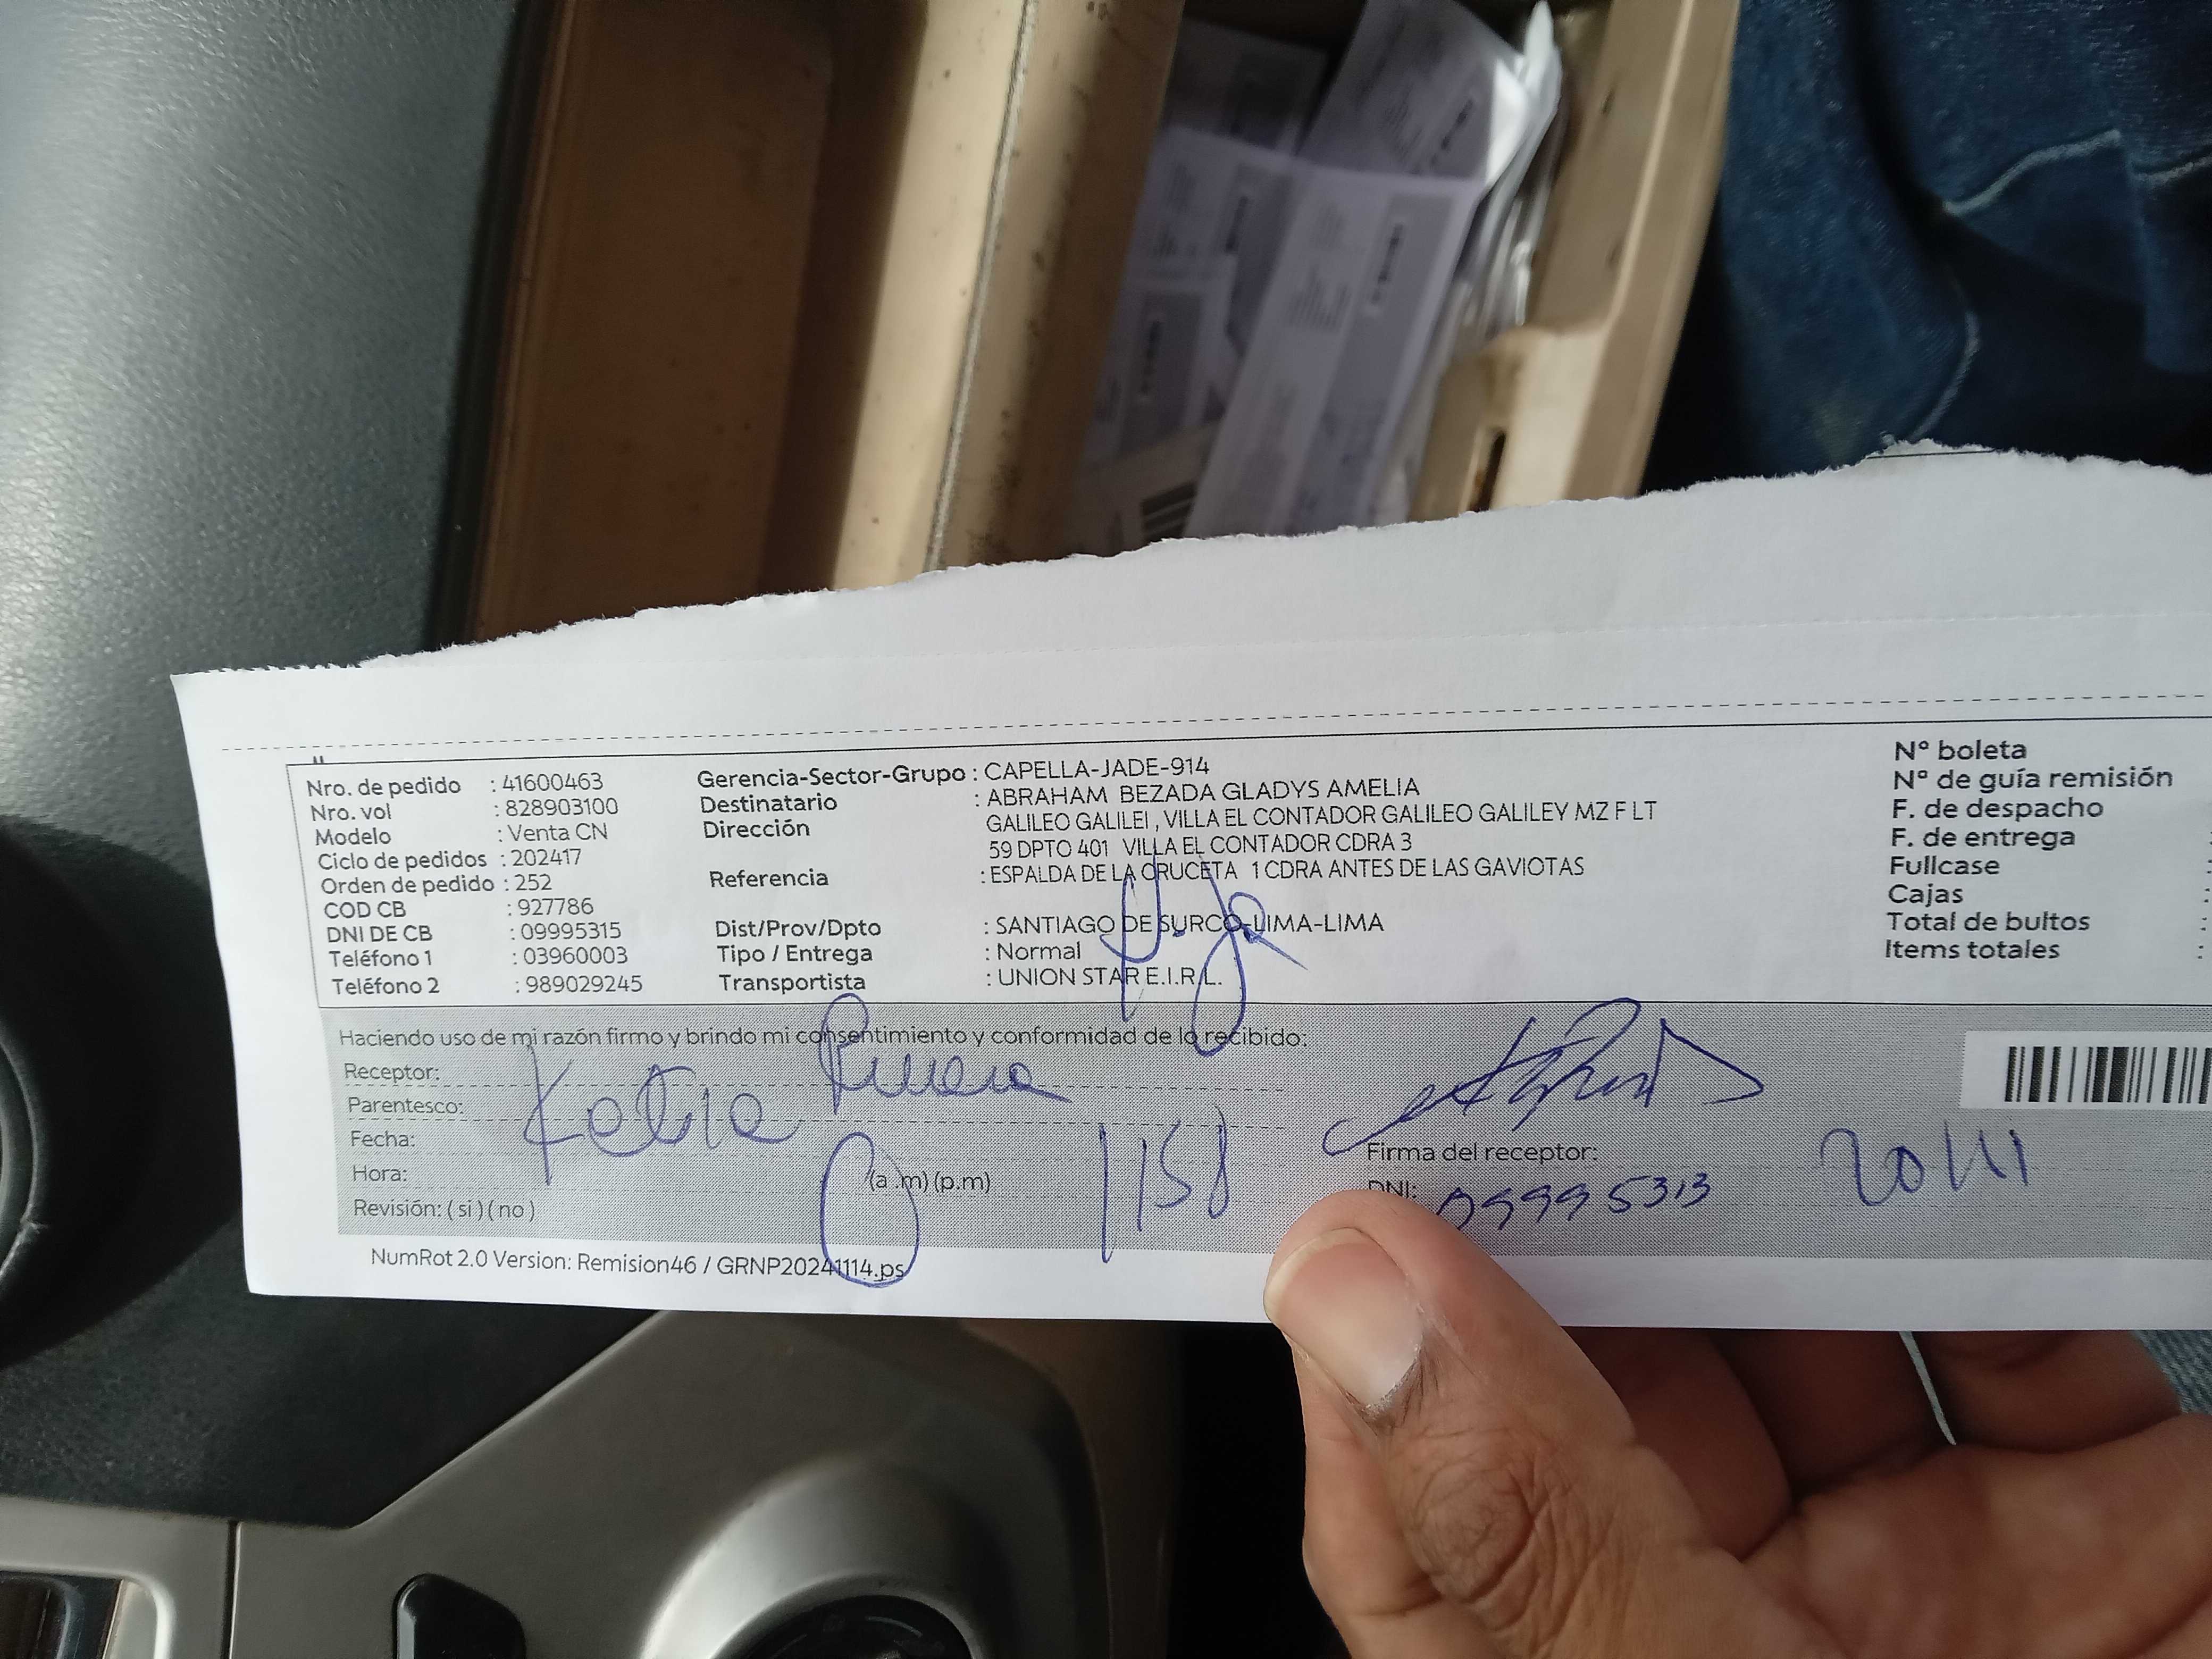 Nro. de pedido : 41600463
Nro. vol : 828903100
Modelo : Venta CN
Ciclo de pedidos : 202417
Orden de pedido : 252
COD CB : 927786
DNI DE CB : 09995315
Teléfono 1 : 03960003
Teléfono 2 : 989029245
Gerencia-Sector-Grupo : CAPELLA-JADE-914
Destinatario : ABRAHAM BEZADA GLADYS AMELIA
Dirección GALILEO GALILEI , VILLA EL CONTADOR GALILEO GALILEY MZ F LT
59 DPTO 401 VILLA EL CONTADOR CDRA 3
Referencia : ESPALDA DE LA CRUCETA 1 CDRA ANTES DE LAS GAVIOTAS
Dist/Prov/Dpto : SANTIAGO DE SURCO-LIMA-LIMA
Tipo / Entrega : Normal
Transportista : UNION STAR E.I.R.L.
N° boleta
N° de guía remisión
F. de despacho
F. de entrega :
Fullcase :
Cajas :
Total de bultos :
Items totales :
Haciendo uso de mi razón firmo y brindo mi consentimiento y conformidad de lo recibido:
Receptor:
Parentesco: Katia
Fecha:
Hora: (a .m) (p.m) 1158
Revisión: ( si ) ( no )
Firma del receptor:
DNI: 09995313
NumRot 2.0 Version: Remision46 / GRNP20241114.ps